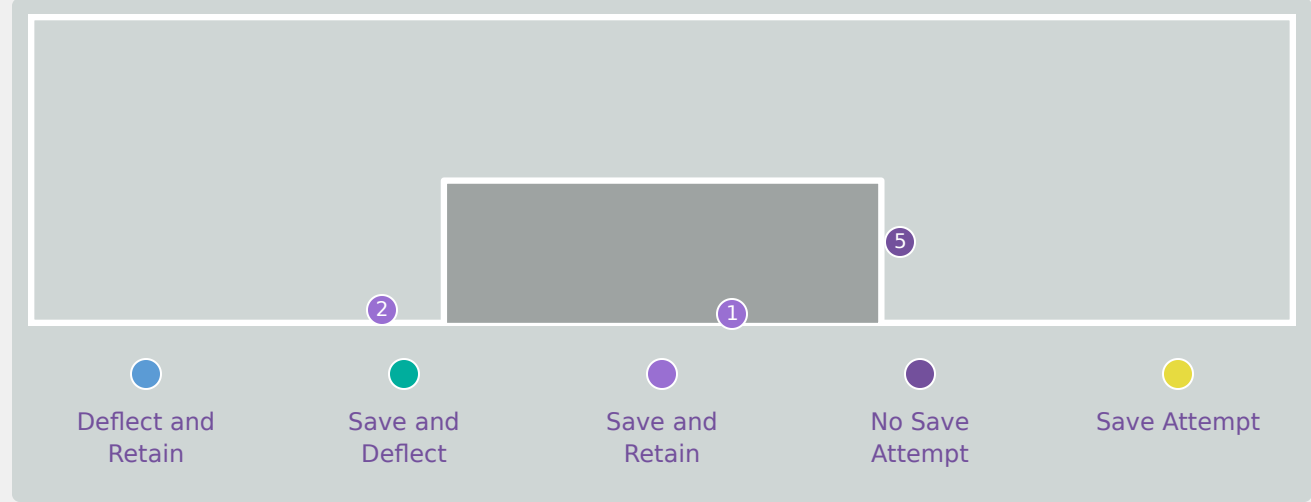 5
2
1
Deflect and
Retain
Save and
Deflect
Save and
Retain
No Save
Attempt
Save Attempt